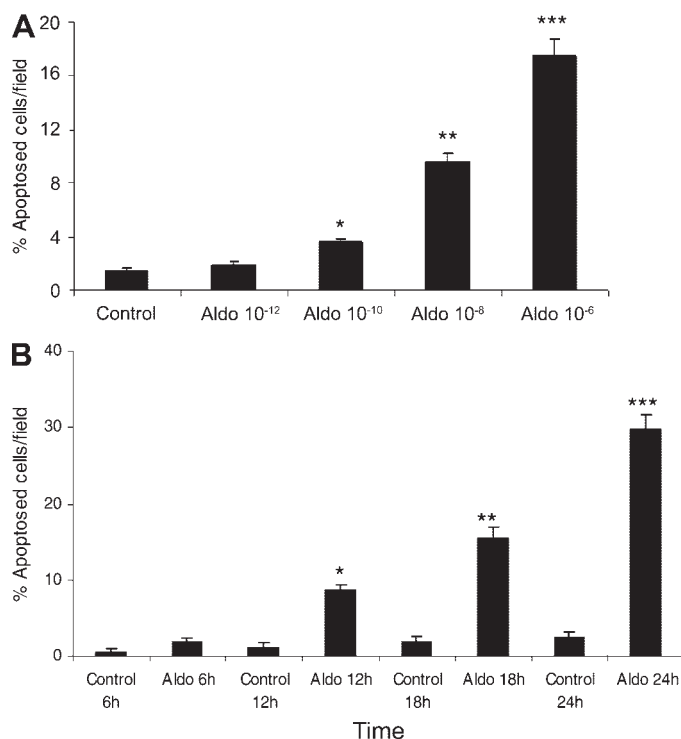 A
% Apoptosed cells/field
20
16
12
8
4
0
*
**
***
Control
Aldo 10⁻¹²
Aldo 10⁻¹⁰
Aldo 10⁻⁸
Aldo 10⁻⁶
B
% Apoptosed cells/field
40
30
20
10
0
*
**
***
Control 
6h
Aldo 6h
Control
12h
Aldo 12h
Control
18h
Aldo 18h
Control
24h
Aldo 24h
Time